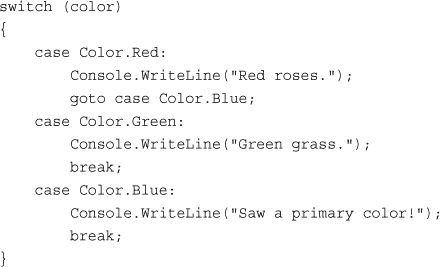 switch (color)
{
    case Color.Red:
        Console.WriteLine("Red roses.");
        goto case Color.Blue;
    case Color.Green:
        Console.WriteLine("Green grass.");
        break;
    case Color.Blue:
        Console.WriteLine("Saw a primary color!");
        break;
}